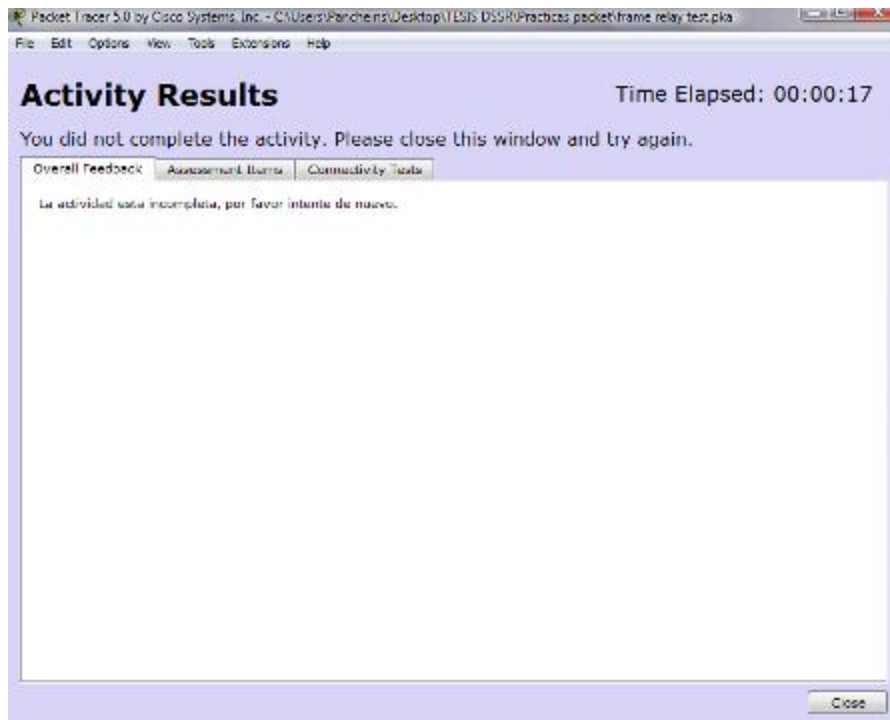 Packet Tracer 5.0 by Cisco Systems, Inc. - C:\Users\Pancheins\Desktop\TESIS DSSR\Practicas packet\frame relay test.pka
File Edit Options View Tools Extensions Help
Activity Results
Time Elapsed: 00:00:17
You did not complete the activity. Please close this window and try again.
Overall Feedback Assessment Items Connectivity Tests
La actividad esta incompleta, por favor intente de nuevo.
Close